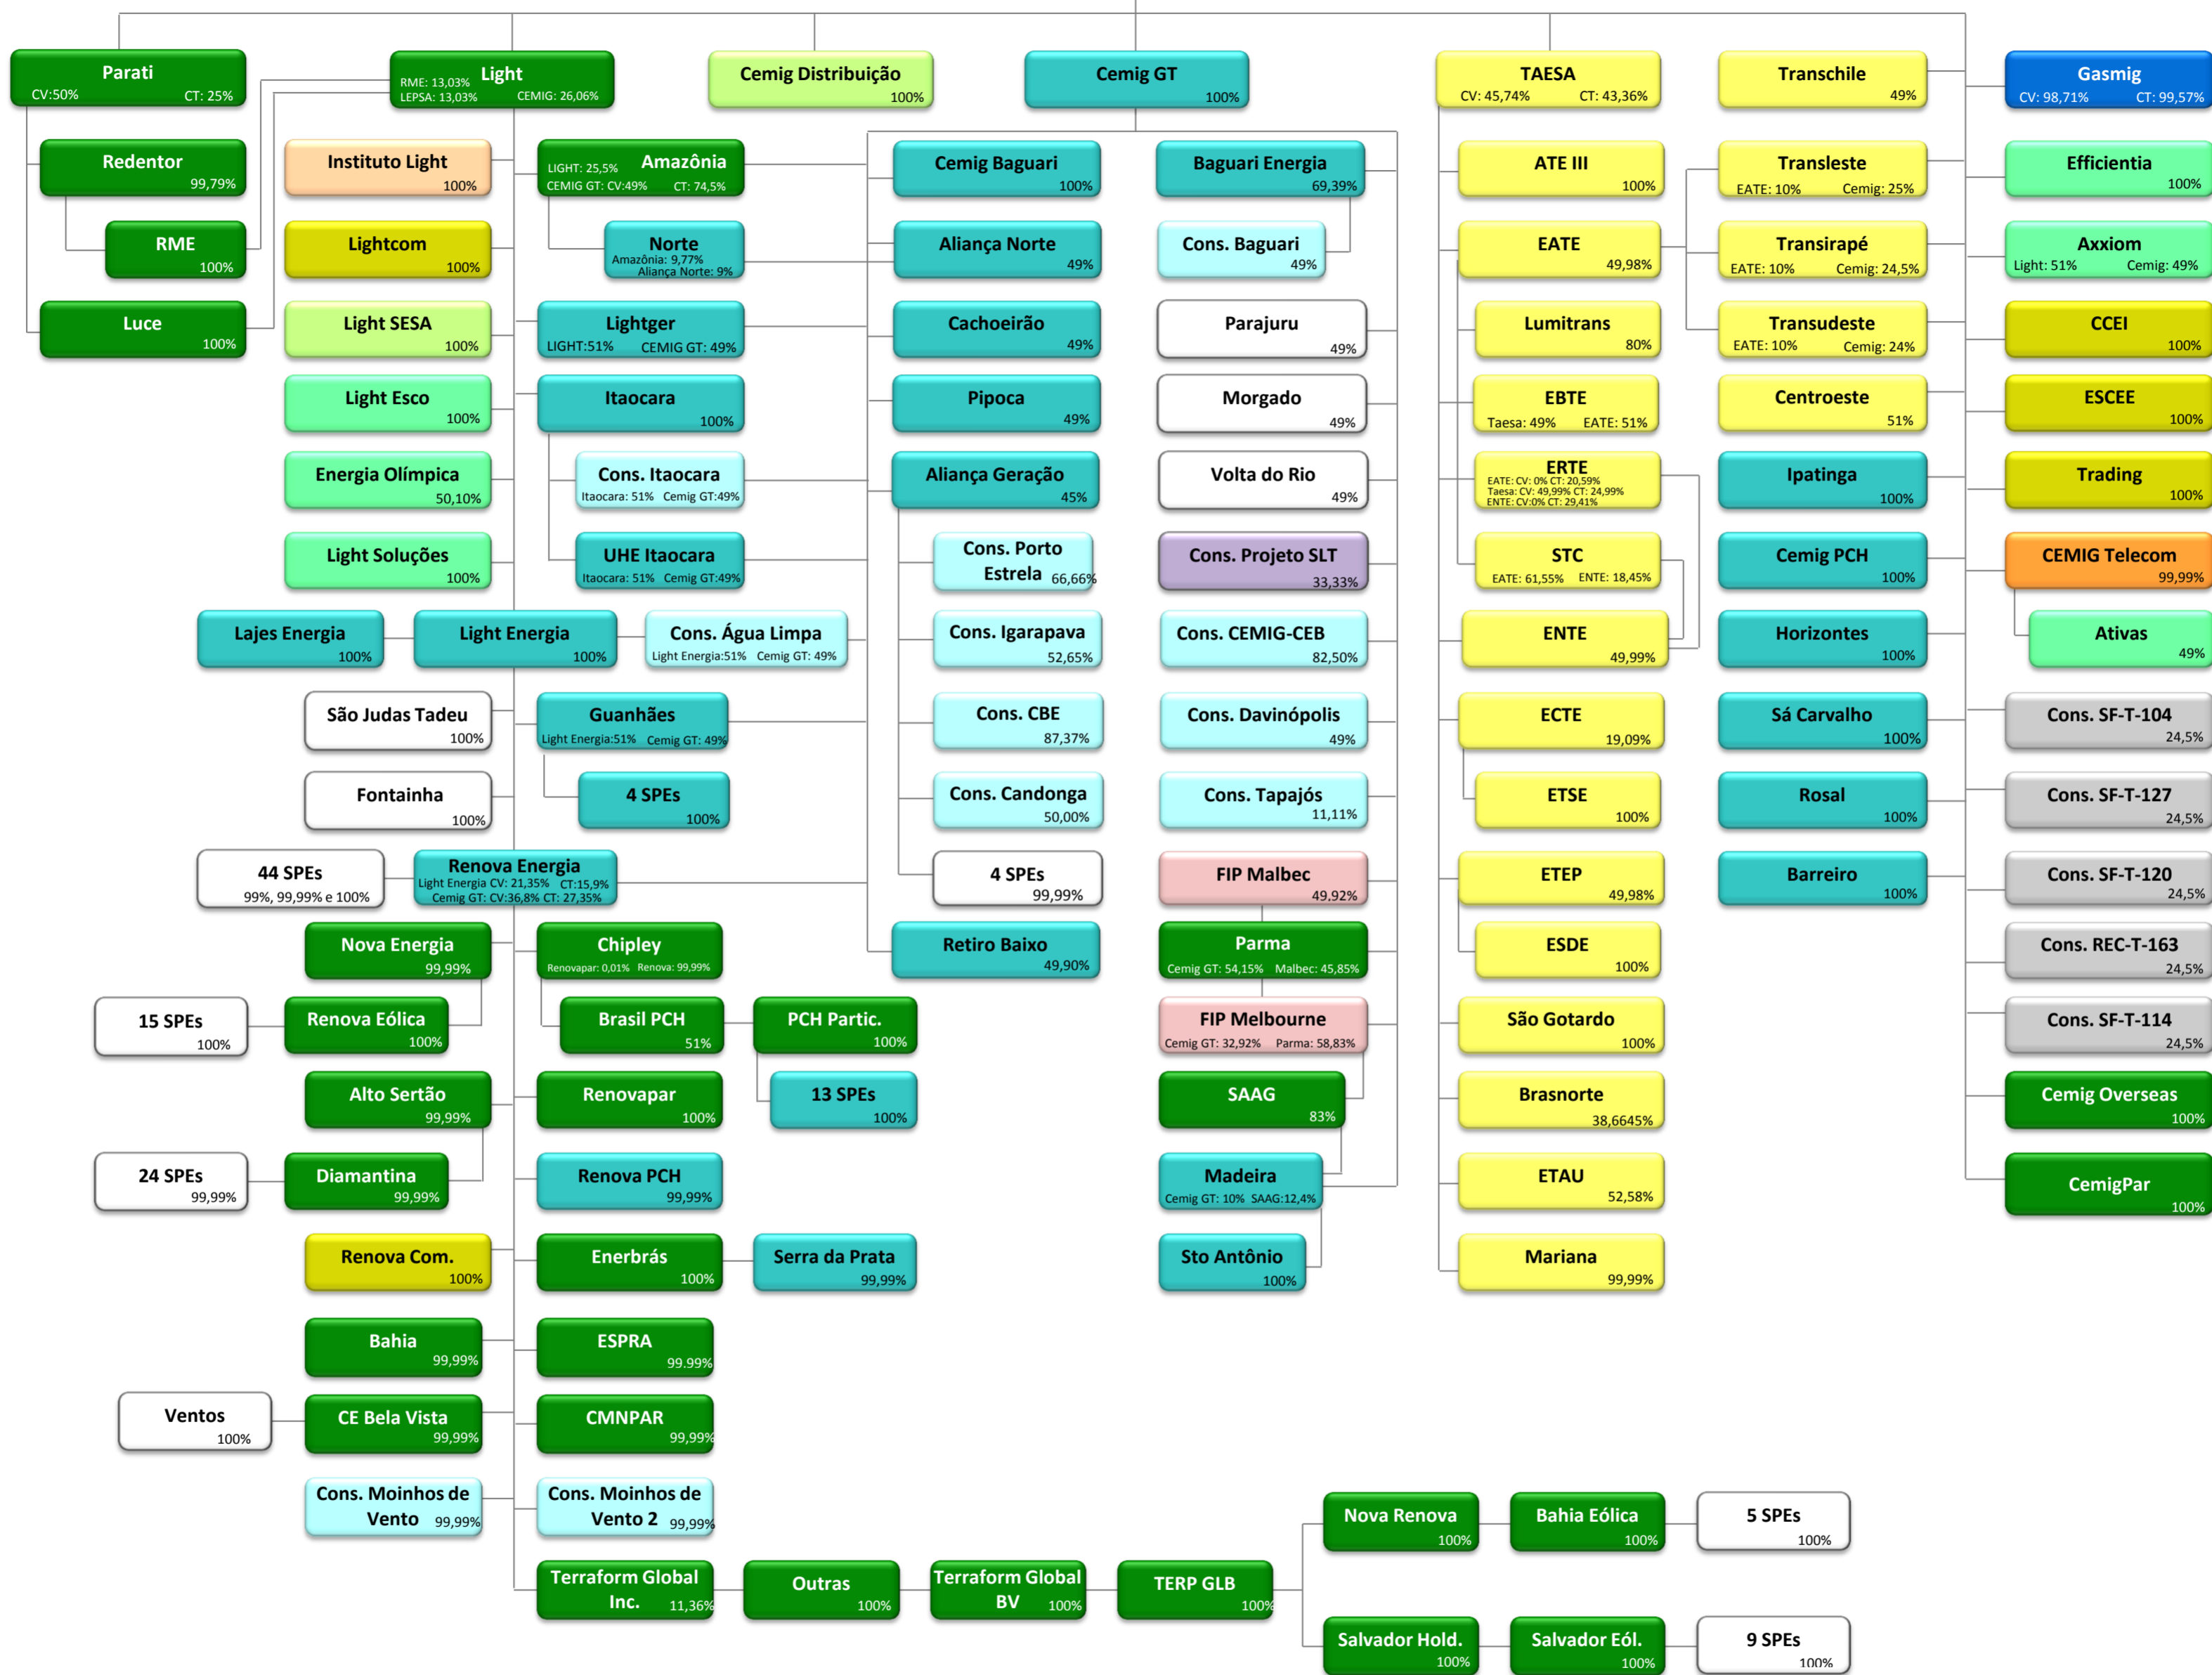 Parati
CV:50% CT: 25%
Light
RME: 13,03%
LEPSA: 13,03% CEMIG: 26,06%
Cemig Distribuição
100%
Cemig GT
100%
TAESA
CV: 45,74% CT: 43,36%
Transchile
49%
Gasmig
CV: 98,71% CT: 99,57%
Redentor
99,79%
Instituto Light
100%
Amazônia
LIGHT: 25,5%
CEMIG GT: CV:49% CT: 74,5%
Cemig Baguari
100%
Baguari Energia
69,39%
ATE III
100%
Transleste
EATE: 10% Cemig: 25%
Efficientia
100%
RME
100%
Lightcom
100%
Norte
Amazônia: 9,77%
Aliança Norte: 9%
Aliança Norte
49%
Cons. Baguari
49%
EATE
49,98%
Transirapé
EATE: 10% Cemig: 24,5%
Axxiom
Light: 51% Cemig: 49%
Luce
100%
Light SESA
100%
Lightger
LIGHT:51% CEMIG GT: 49%
Cachoeirão
49%
Parajuru
49%
Lumitrans
80%
Transudeste
EATE: 10% Cemig: 24%
CCEI
100%
Light Esco
100%
Itaocara
100%
Pipoca
49%
Morgado
49%
EBTE
Taesa: 49% EATE: 51%
Centroeste
51%
ESCEE
100%
Energia Olímpica
50,10%
Cons. Itaocara
Itaocara: 51% Cemig GT:49%
Aliança Geração
45%
Volta do Rio
49%
ERTE
EATE: CV: 0% CT: 20,59%
Taesa: CV: 49,99% CT: 24,99%
ENTE: CV:0% CT: 29,41%
Ipatinga
100%
Trading
100%
Light Soluções
100%
UHE Itaocara
Itaocara: 51% Cemig GT:49%
Cons. Porto
Estrela 66,66%
Cons. Projeto SLT
33,33%
STC
EATE: 61,55% ENTE: 18,45%
Cemig PCH
100%
CEMIG Telecom
99,99%
Lajes Energia
100%
Light Energia
100%
Cons. Água Limpa
Light Energia:51% Cemig GT: 49%
Cons. Igarapava
52,65%
Cons. CEMIG-CEB
82,50%
ENTE
49,99%
Horizontes
100%
Ativas
49%
São Judas Tadeu
100%
Guanhães
Light Energia:51% Cemig GT: 49%
Cons. CBE
87,37%
Cons. Davinópolis
49%
ECTE
19,09%
Sá Carvalho
100%
Cons. SF-T-104
24,5%
Fontainha
100%
4 SPEs
100%
Cons. Candonga
50,00%
Cons. Tapajós
11,11%
ETSE
100%
Rosal
100%
Cons. SF-T-127
24,5%
44 SPEs
99%, 99,99% e 100%
Renova Energia
Light Energia CV: 21,35% CT:15,9%
Cemig GT: CV:36,8% CT: 27,35%
4 SPEs
99,99%
FIP Malbec
49.92%
ETEP
49,98%
Barreiro
100%
Cons. SF-T-120
24,5%
Nova Energia
99,99%
Chipley
Renovapar: 0,01% Renova: 99,99%
Retiro Baixo
49,90%
Parma
Cemig GT: 54,15% Malbec: 45,85%
ESDE
100%
Cons. REC-T-163
24,5%
15 SPEs
100%
Renova Eólica
100%
Brasil PCH
51%
PCH Partic.
100%
FIP Melbourne
Cemig GT: 32,92% Parma: 58,83%
São Gotardo
100%
Cons. SF-T-114
24,5%
Alto Sertão
99,99%
Renovapar
100%
13 SPEs
100%
SAAG
83%
Brasnorte
38,6645%
Cemig Overseas
100%
24 SPEs
99,99%
Diamantina
99,99%
Renova PCH
99,99%
Madeira
Cemig GT: 10% SAAG:12,4%
ETAU
52,58%
CemigPar
100%
Renova Com.
100%
Enerbrás
100%
Serra da Prata
99,99%
Sto Antônio
100%
Mariana
99,99%
Bahia
99,99%
ESPRA
99.99%
Ventos
100%
CE Bela Vista
99,99%
CMNPAR
99,99%
Cons. Moinhos de
Vento 99,99%
Cons. Moinhos de
Vento 2 99,99%
Nova Renova
100%
Bahia Eólica
100%
5 SPEs
100%
Terraform Global
Inc. 11,36%
Outras
100%
Terraform Global
BV 100%
TERP GLB
100%
Salvador Hold.
100%
Salvador Eól.
100%
9 SPEs
100%